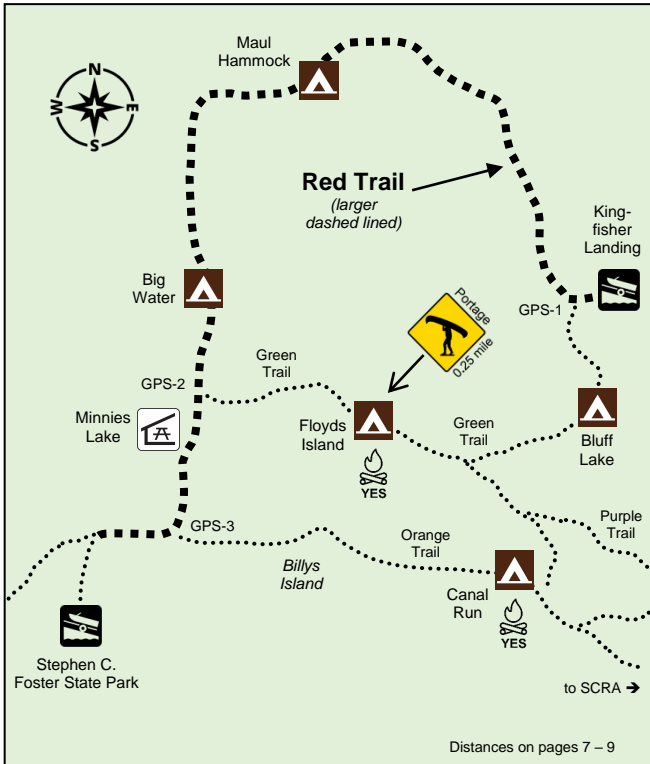 Maul
Hammock
N
W
E
S
Red Trail
(larger
dashed lined)
King-
fisher
Landing
Big
Water
Portage
0.25 mile
GPS-1
Green
Trail
GPS-2
Minnies
Lake
Floyds
Island
YES
Green
Trail
Bluff
Lake
GPS-3
Orange
Trail
Purple
Trail
Billys
Island
Canal
Run
YES
Stephen C.
Foster State Park
to SCRA →
Distances on pages 7 – 9